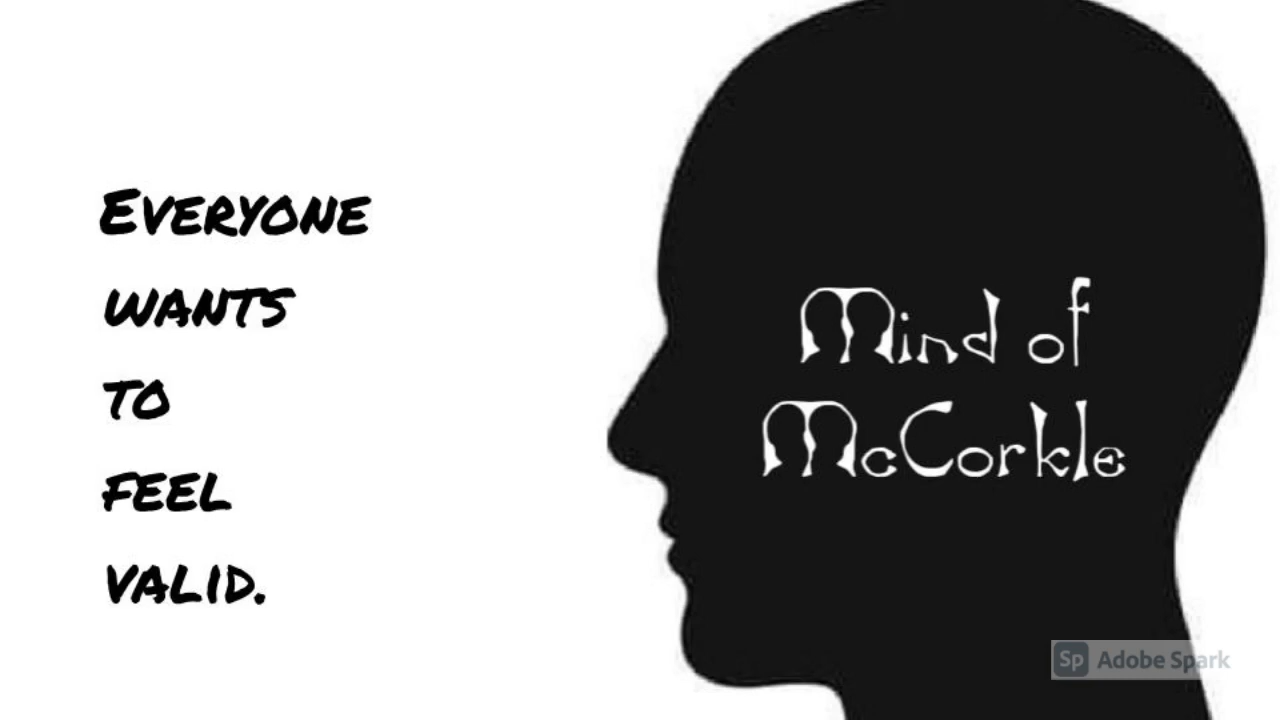 Everyone
wants
to
feel
valid.
Mind of
McCorkle
Sp Adobe Spark